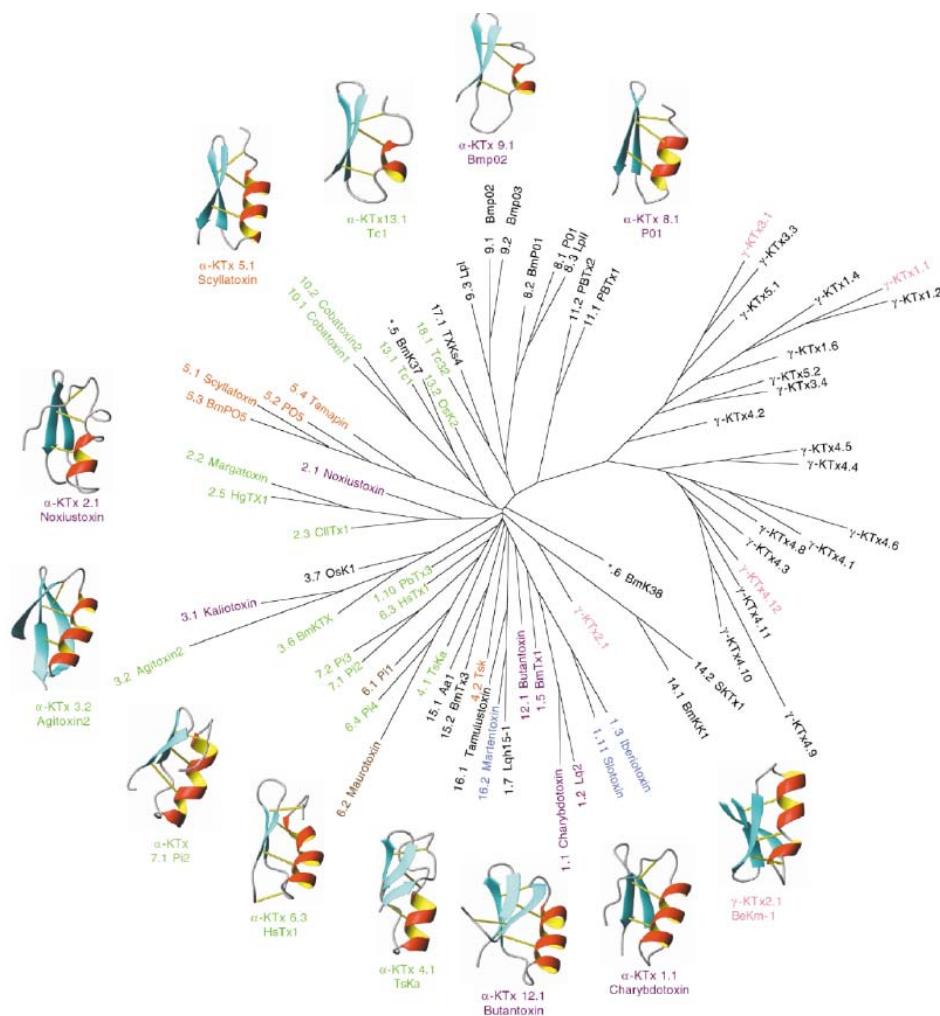 α-KTx 9.1
Bmp02
α-KTx13.1
Tc1
α-KTx 8.1
P01
α-KTx 5.1
Scyllatoxin
α-KTx 2.1
Noxiustoxin
α-KTx 3.2
Agitoxin2
α-KTx
7.1 Pi2
α-KTx 6.3
HsTx1
α-KTx 4.1
TsKa
α-KTx 12.1
Butantoxin
α-KTx 1.1
Charybdotoxin
γ-KTx2.1
BeKm-1
10.2 Cobatoxin2
10.1 Cobatoxin1
*.5 BmK37
13.1 Tc1
17.1 TXKs4
18.1 Tc32
13.2 OsK2
9.3 LpI
9.1 Bmp02
9.2 Bmp03
8.2 BmP01
8.1 P01
8.3 LpII
11.2 PBTx2
11.1 PBTx1
γ-KTx3.1
γ-KTx3.3
γ-KTx5.1
γ-KTx1.4
γ-KTx1.1
γ-KTx1.2
γ-KTx1.6
γ-KTx5.2
γ-KTx3.4
γ-KTx4.2
γ-KTx4.5
γ-KTx4.4
γ-KTx4.6
γ-KTx4.1
γ-KTx4.8
γ-KTx4.3
γ-KTx4.12
γ-KTx4.11
γ-KTx4.10
γ-KTx4.9
*.6 BmK38
14.2 SKTx1
14.1 BmKK1
γ-KTx2.1
1.3 Iberiotoxin
1.11 Slotoxin
1.2 Lq2
1.1 Charybdotoxin
1.5 BmTx1
12.1 Butantoxin
1.7 Lqh15-1
16.2 Martentoxin
4.2 Tsk
16.1 Tamulustoxin
15.2 BmTx3
15.1 Aa1
4.1 TsKa
6.2 Maurotoxin
6.4 Pi4
6.1 Pi1
7.1 Pi2
7.2 Pi3
6.3 HsTx1
1.10 PbTx3
3.6 BmKTX
3.2 Agitoxin2
3.1 Kaliotoxin
3.7 OsK1
2.3 CllTx1
2.5 HgTX1
2.2 Margatoxin
2.1 Noxiustoxin
5.3 BmPO5
5.1 Scyllatoxin
5.2 PO5
5.4 Tamapin